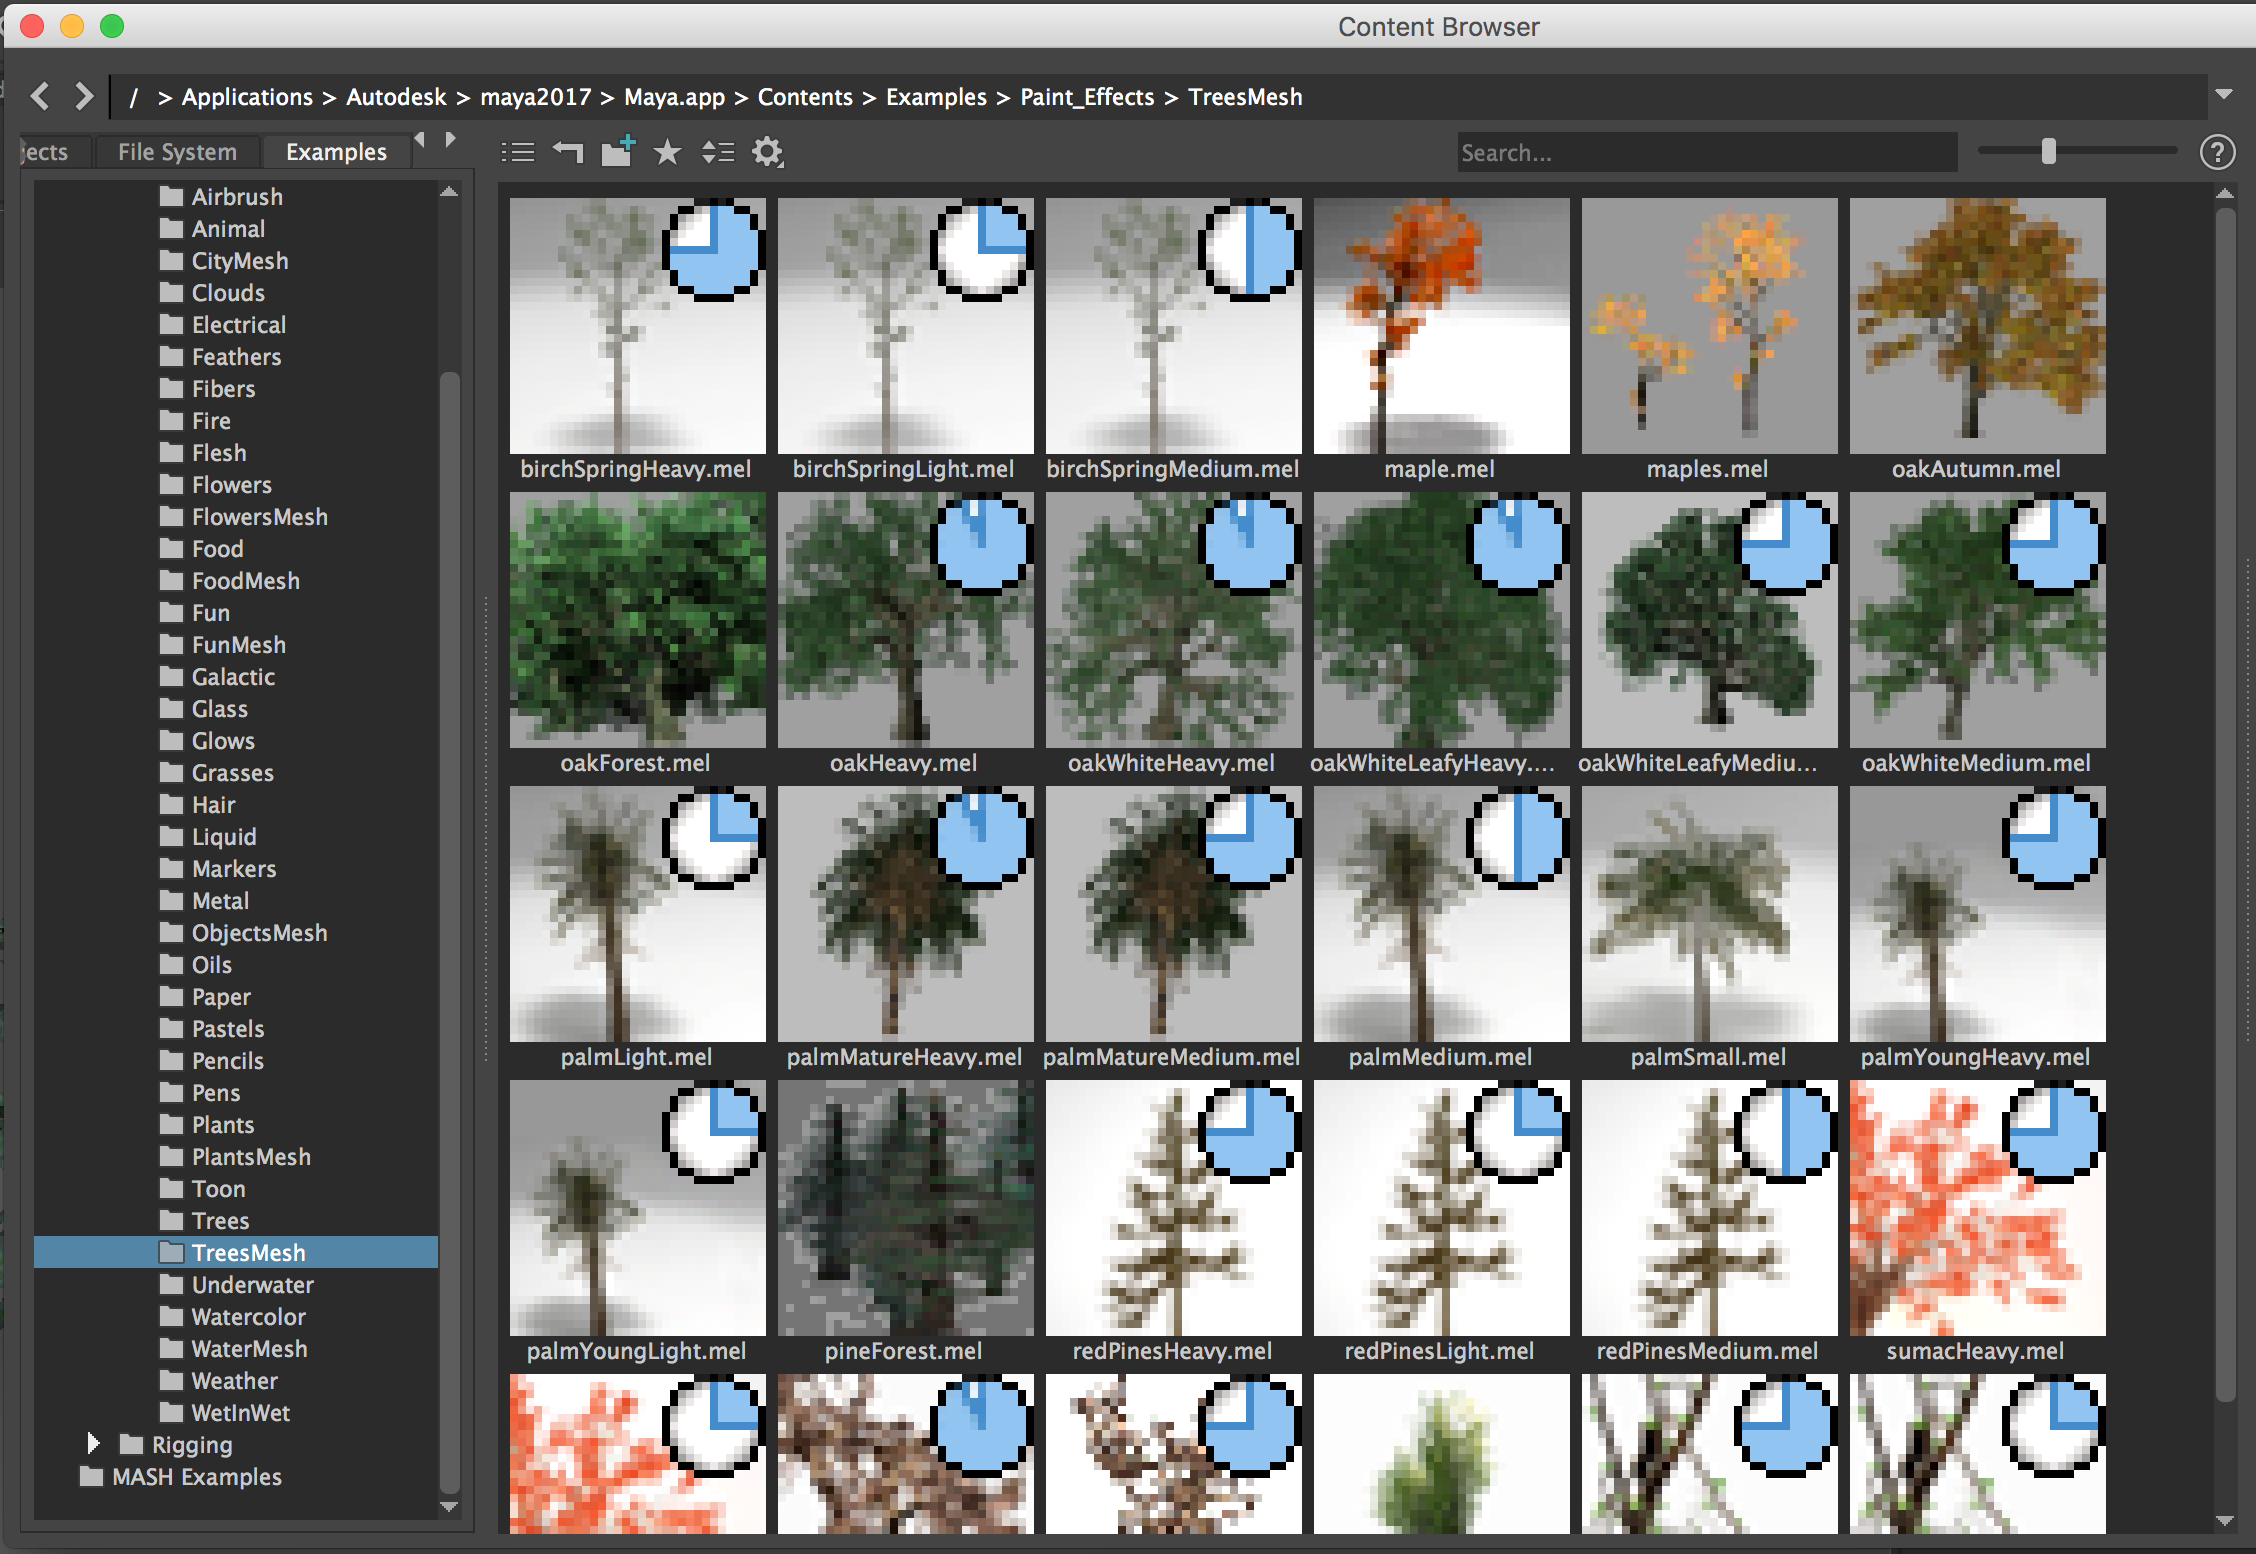 Content Browser
/ > Applications > Autodesk > maya2017 > Maya.app > Contents > Examples > Paint_Effects > TreesMesh
jects File System Examples
Search...
?
Airbrush
Animal
CityMesh
Clouds
Electrical
Feathers
Fibers
Fire
Flesh
Flowers
FlowersMesh
Food
FoodMesh
Fun
FunMesh
Galactic
Glass
Glows
Grasses
Hair
Liquid
Markers
Metal
ObjectsMesh
Oils
Paper
Pastels
Pencils
Pens
Plants
PlantsMesh
Toon
Trees
TreesMesh
Underwater
Watercolor
WaterMesh
Weather
WetInWet
Rigging
MASH Examples
birchSpringHeavy.mel birchSpringLight.mel birchSpringMedium.mel maple.mel maples.mel oakAutumn.mel
oakForest.mel oakHeavy.mel oakWhiteHeavy.mel oakWhiteLeafyHeavy.... oakWhiteLeafyMediu... oakWhiteMedium.mel
palmLight.mel palmMatureHeavy.mel palmMatureMedium.mel palmMedium.mel palmSmall.mel palmYoungHeavy.mel
palmYoungLight.mel pineForest.mel redPinesHeavy.mel redPinesLight.mel redPinesMedium.mel sumacHeavy.mel